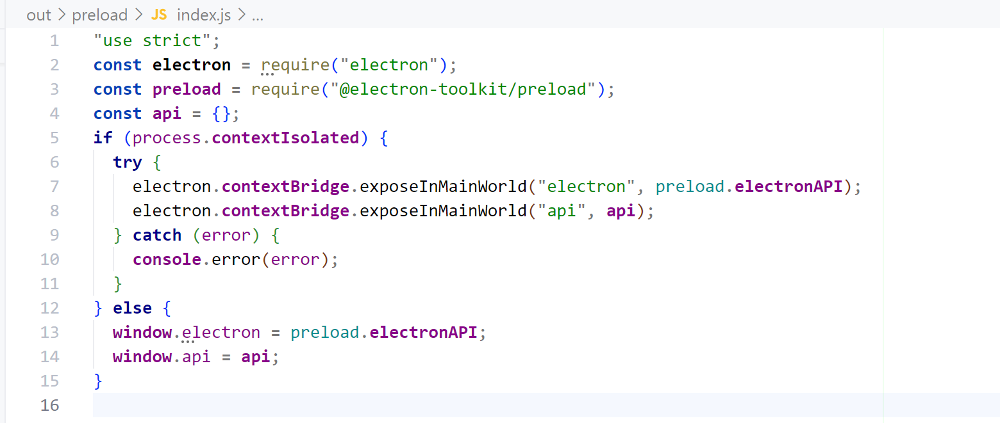 out > preload > JS index.js > ...
1 "use strict";
2 const electron = require("electron");
3 const preload = require("@electron-toolkit/preload");
4 const api = {};
5 if (process.contextIsolated) {
6   try {
7     electron.contextBridge.exposeInMainWorld("electron", preload.electronAPI);
8     electron.contextBridge.exposeInMainWorld("api", api);
9   } catch (error) {
10     console.error(error);
11   }
12 } else {
13   window.electron = preload.electronAPI;
14   window.api = api;
15 }
16